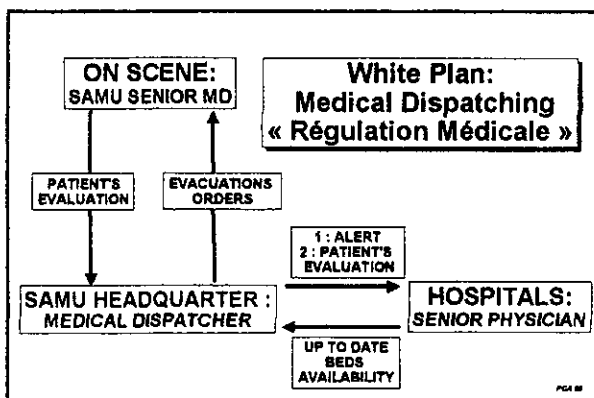 ON SCENE:
SAMU SENIOR MD
White Plan:
Medical Dispatching
« Régulation Médicale »
PATIENT'S
EVALUATION
EVACUATIONS
ORDERS
1 : ALERT
2 : PATIENT'S
EVALUATION
SAMU HEADQUARTER :
MEDICAL DISPATCHER
HOSPITALS:
SENIOR PHYSICIAN
UP TO DATE
BEDS
AVAILABILITY